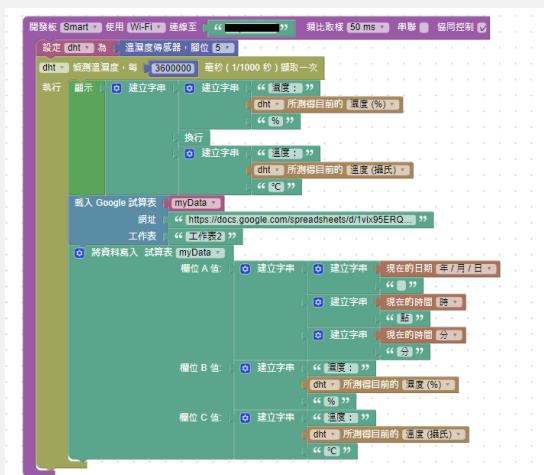 開發板 Smart 使用 Wi-Fi 連線至 “ ” 類比取樣 50 ms 串聯 協同控制
設定 dht 為 溫濕度傳感器,腳位 5
dht 偵測溫濕度,每 3600000 毫秒 ( 1/1000 秒 ) 擷取一次
執行 顯示 建立字串 建立字串 “ 濕度: ”
dht 所測得目前的 濕度 (%)
“ % ”
換行
建立字串 “ 溫度: ”
dht 所測得目前的 溫度 (攝氏)
“ ℃ ”
載入 Google 試算表 myData
網址 “ https://docs.google.com/spreadsheets/d/1vix95ERQ... ”
工作表 “ 工作表2 ”
將資料寫入 試算表 myData
欄位 A 值: 建立字串 建立字串 現在的日期 年 / 月 / 日
“ ”
建立字串 現在的時間 時
“ 點 ”
建立字串 現在的時間 分
“ 分 ”
欄位 B 值: 建立字串 “ 濕度: ”
dht 所測得目前的 濕度 (%)
“ % ”
欄位 C 值: 建立字串 “ 溫度: ”
dht 所測得目前的 溫度 (攝氏)
“ ℃ ”